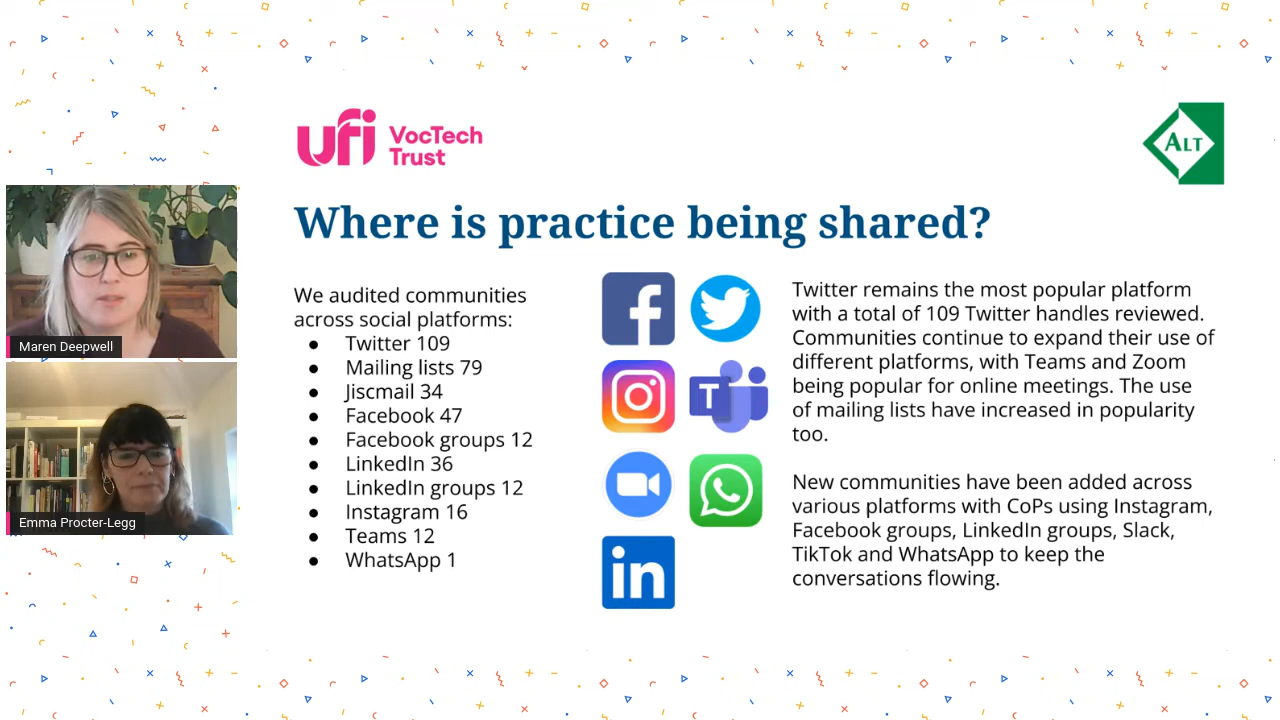 ufi VocTech
Trust
ALT
Where is practice being shared?
We audited communities
across social platforms:
● Twitter 109
● Mailing lists 79
● Jiscmail 34
● Facebook 47
● Facebook groups 12
● LinkedIn 36
● LinkedIn groups 12
● Instagram 16
● Teams 12
● WhatsApp 1
f
T
in
Twitter remains the most popular platform
with a total of 109 Twitter handles reviewed.
Communities continue to expand their use of
different platforms, with Teams and Zoom
being popular for online meetings. The use
of mailing lists have increased in popularity
too.
New communities have been added across
various platforms with CoPs using Instagram,
Facebook groups, LinkedIn groups, Slack,
TikTok and WhatsApp to keep the
conversations flowing.
Maren Deepwell
Emma Procter-Legg